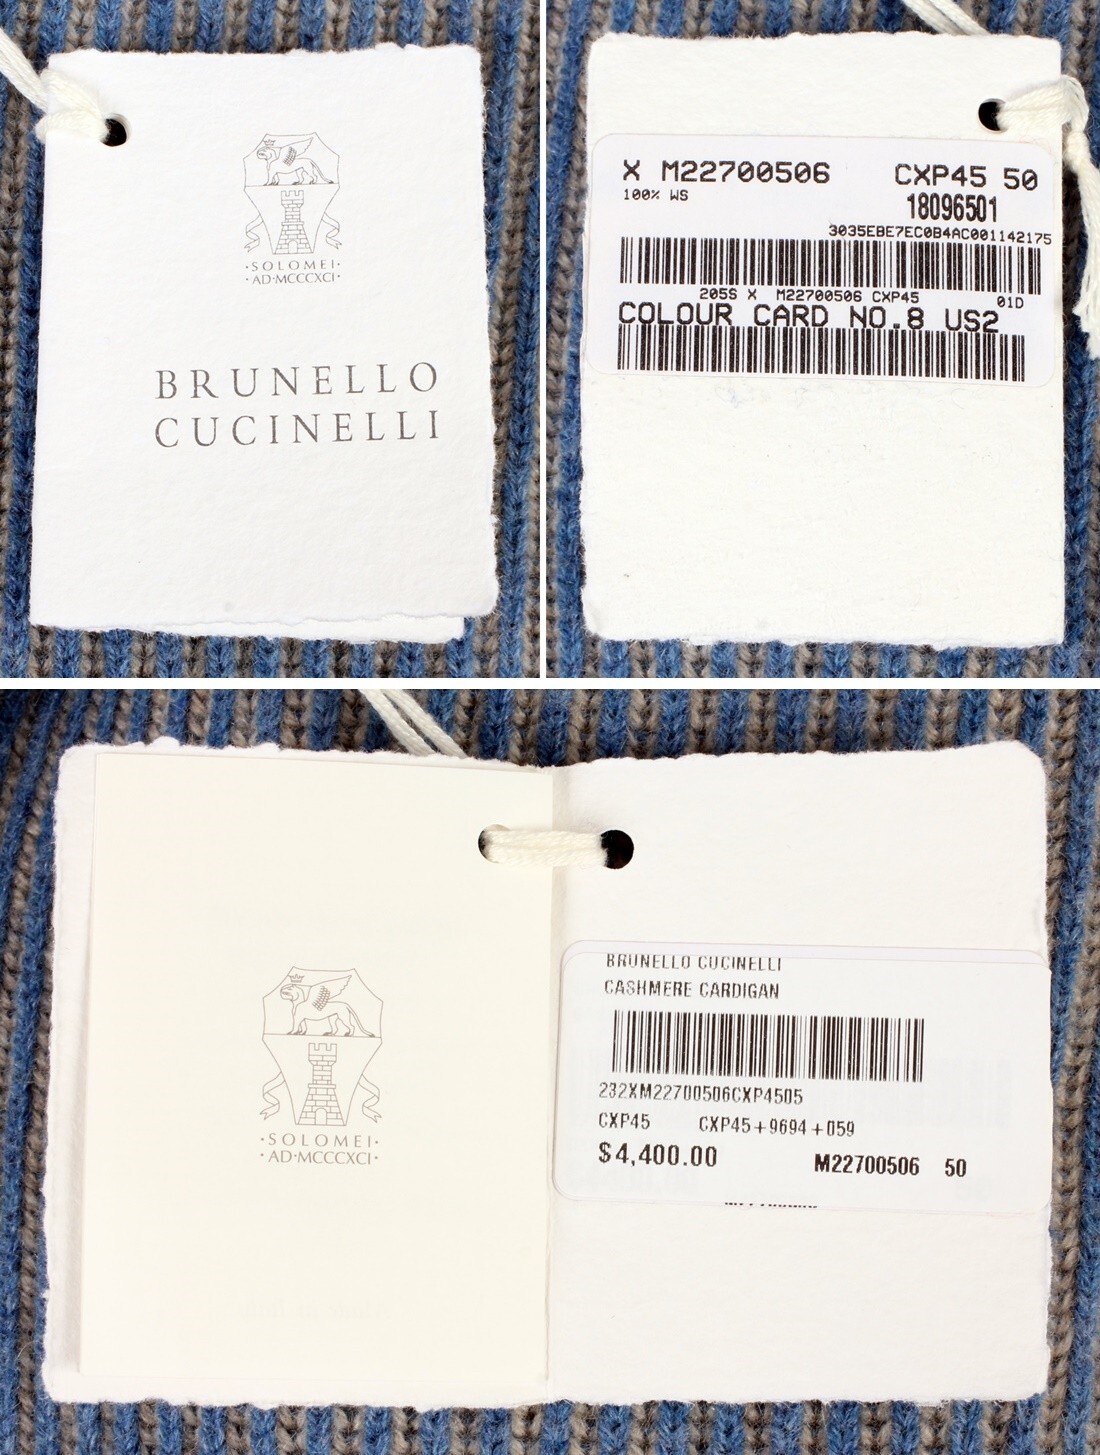 ·SOLOMEI·
·AD·MCCCXCI·
BRUNELLO
CUCINELLI
X M22700506 CXP45 50
100% WS
18096501
3035EBE7EC0B4AC001142175
205S X M22700506 CXP45 01D
COLOUR CARD NO.8 US2
·SOLOMEI·
·AD·MCCCXCI·
BRUNELLO CUCINELLI
CASHMERE CARDIGAN
232XM22700506CXP4505
CXP45 CXP45+9694+059
$4,400.00 M22700506 50